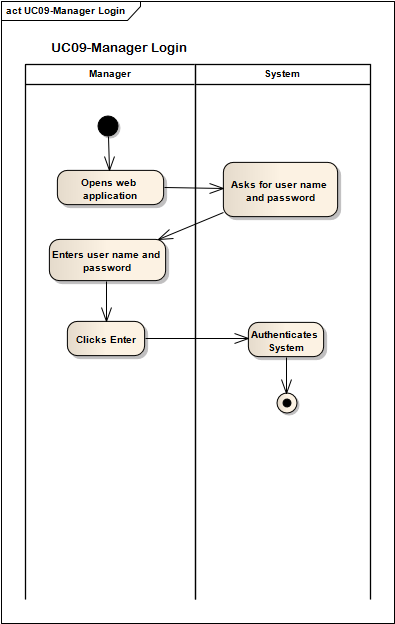 act UC09-Manager Login
UC09-Manager Login
Manager
System
Opens web
application
Asks for user name
and password
Enters user name and
password
Clicks Enter
Authenticates
System